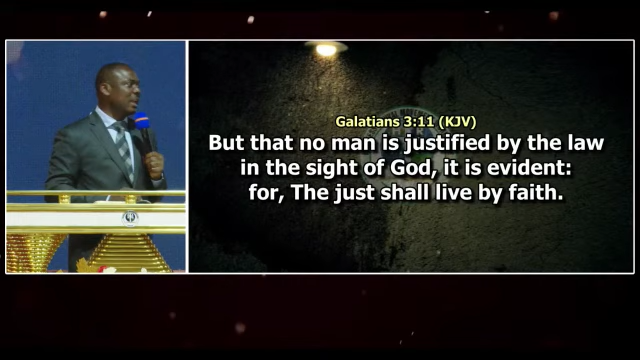 Galatians 3:11 (KJV)
But that no man is justified by the law
in the sight of God, it is evident:
for, The just shall live by faith.